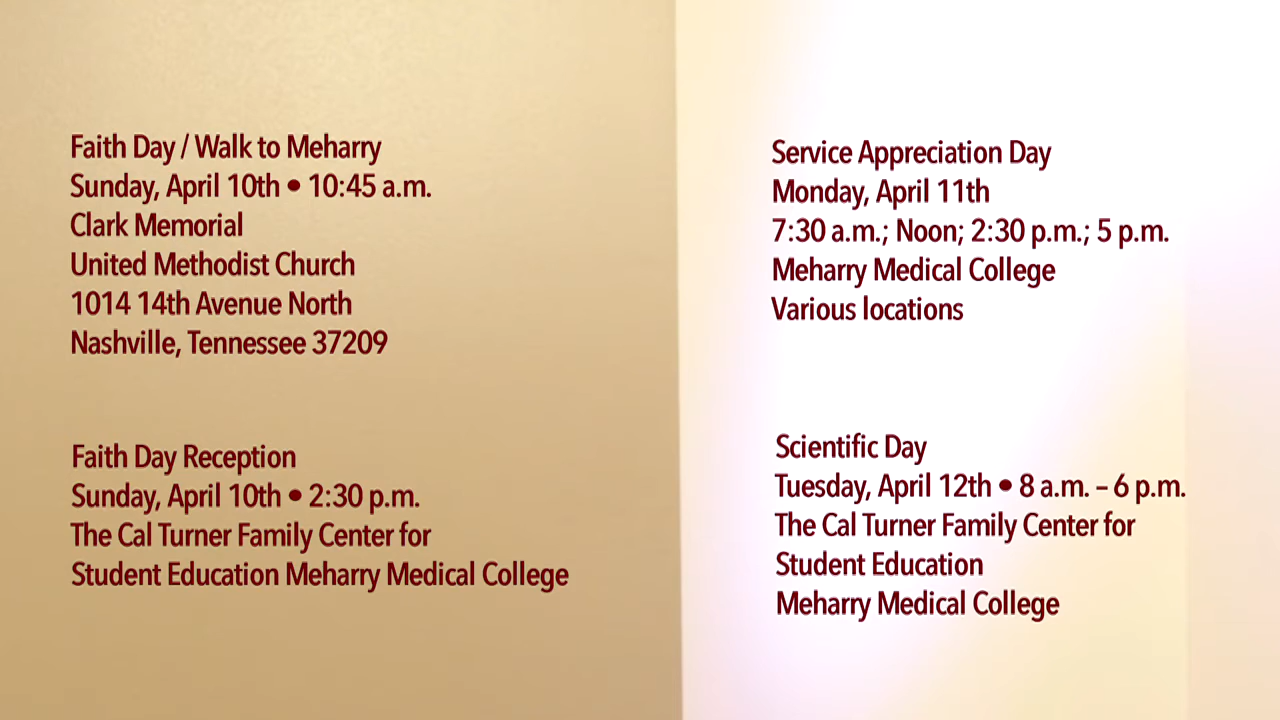 Faith Day / Walk to Meharry
Sunday, April 10th • 10:45 a.m.
Clark Memorial
United Methodist Church
1014 14th Avenue North
Nashville, Tennessee 37209
Faith Day Reception
Sunday, April 10th • 2:30 p.m.
The Cal Turner Family Center for
Student Education Meharry Medical College
Service Appreciation Day
Monday, April 11th
7:30 a.m.; Noon; 2:30 p.m.; 5 p.m.
Meharry Medical College
Various locations
Scientific Day
Tuesday, April 12th • 8 a.m. – 6 p.m.
The Cal Turner Family Center for
Student Education
Meharry Medical College